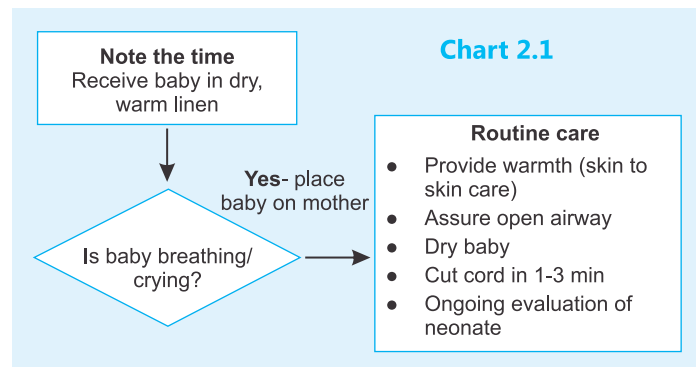 Chart 2.1
Note the time
Receive baby in dry,
warm linen
Is baby breathing/
crying?
Yes- place
baby on mother
Routine care
● Provide warmth (skin to
skin care)
● Assure open airway
● Dry baby
● Cut cord in 1-3 min
● Ongoing evaluation of
neonate